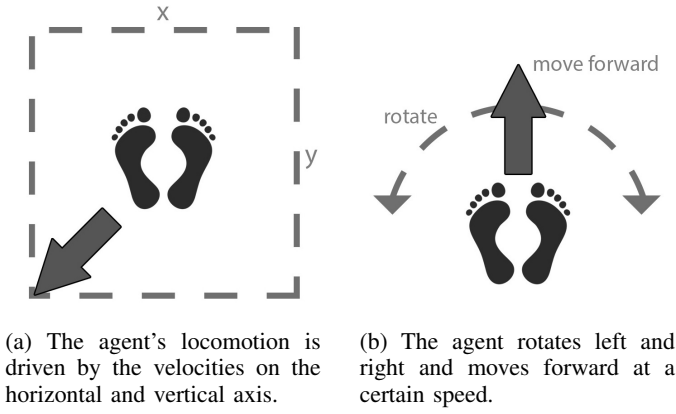 x
y
move forward
rotate
(a) The agent's locomotion is
driven by the velocities on the
horizontal and vertical axis.
(b) The agent rotates left and
right and moves forward at a
certain speed.